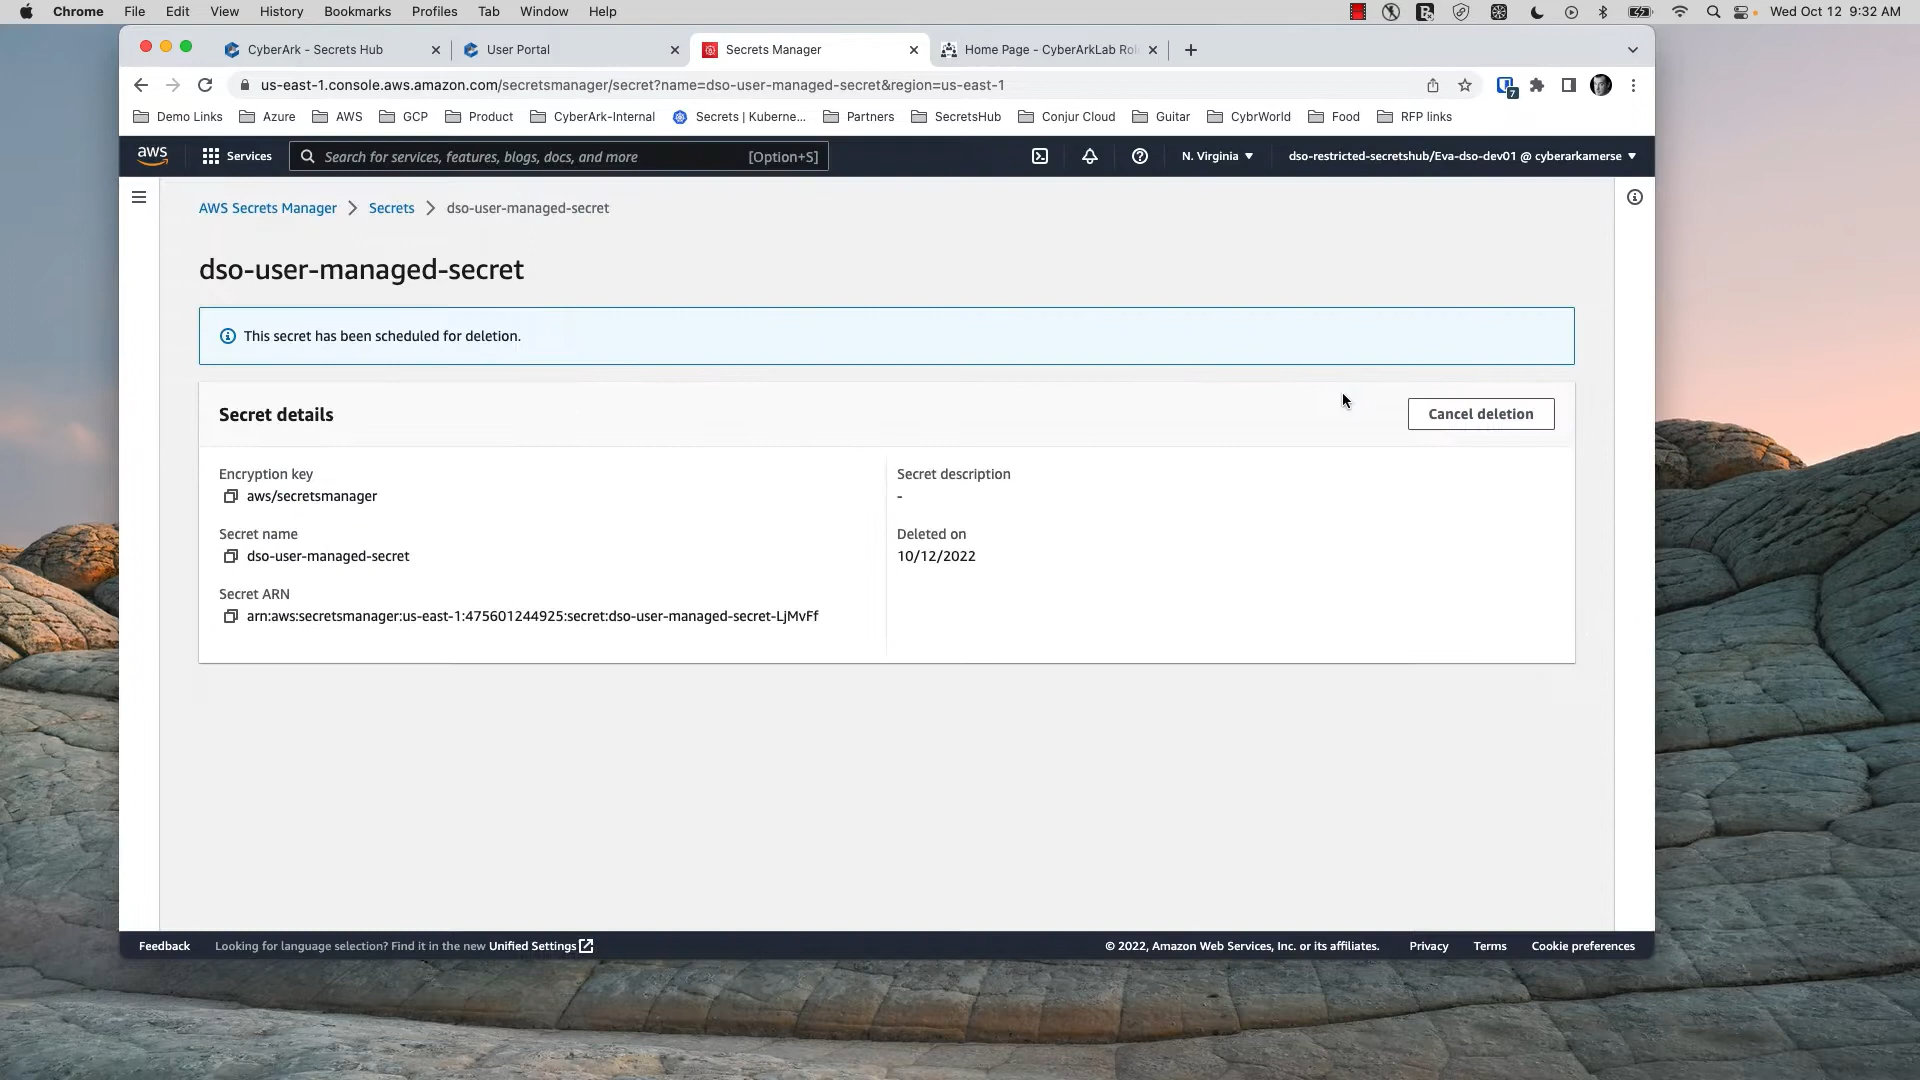 Chrome File Edit View History Bookmarks Profiles Tab Window Help Wed Oct 12 9:32 AM
CyberArk - Secrets Hub User Portal Secrets Manager Home Page - CyberArkLab Rol
us-east-1.console.aws.amazon.com/secretsmanager/secret?name=dso-user-managed-secret&region=us-east-1 7
Demo Links Azure AWS GCP Product CyberArk-Internal Secrets | Kuberne... Partners SecretsHub Conjur Cloud Guitar CybrWorld Food RFP links
aws Services Search for services, features, blogs, docs, and more [Option+S] N. Virginia dso-restricted-secretshub/Eva-dso-dev01 @ cyberarkamerse
AWS Secrets Manager Secrets dso-user-managed-secret
dso-user-managed-secret
This secret has been scheduled for deletion.
Secret details Cancel deletion
Encryption key
aws/secretsmanager
Secret name
dso-user-managed-secret
Secret ARN
arn:aws:secretsmanager:us-east-1:475601244925:secret:dso-user-managed-secret-LjMvFf
Secret description
-
Deleted on
10/12/2022
Feedback Looking for language selection? Find it in the new Unified Settings © 2022, Amazon Web Services, Inc. or its affiliates. Privacy Terms Cookie preferences